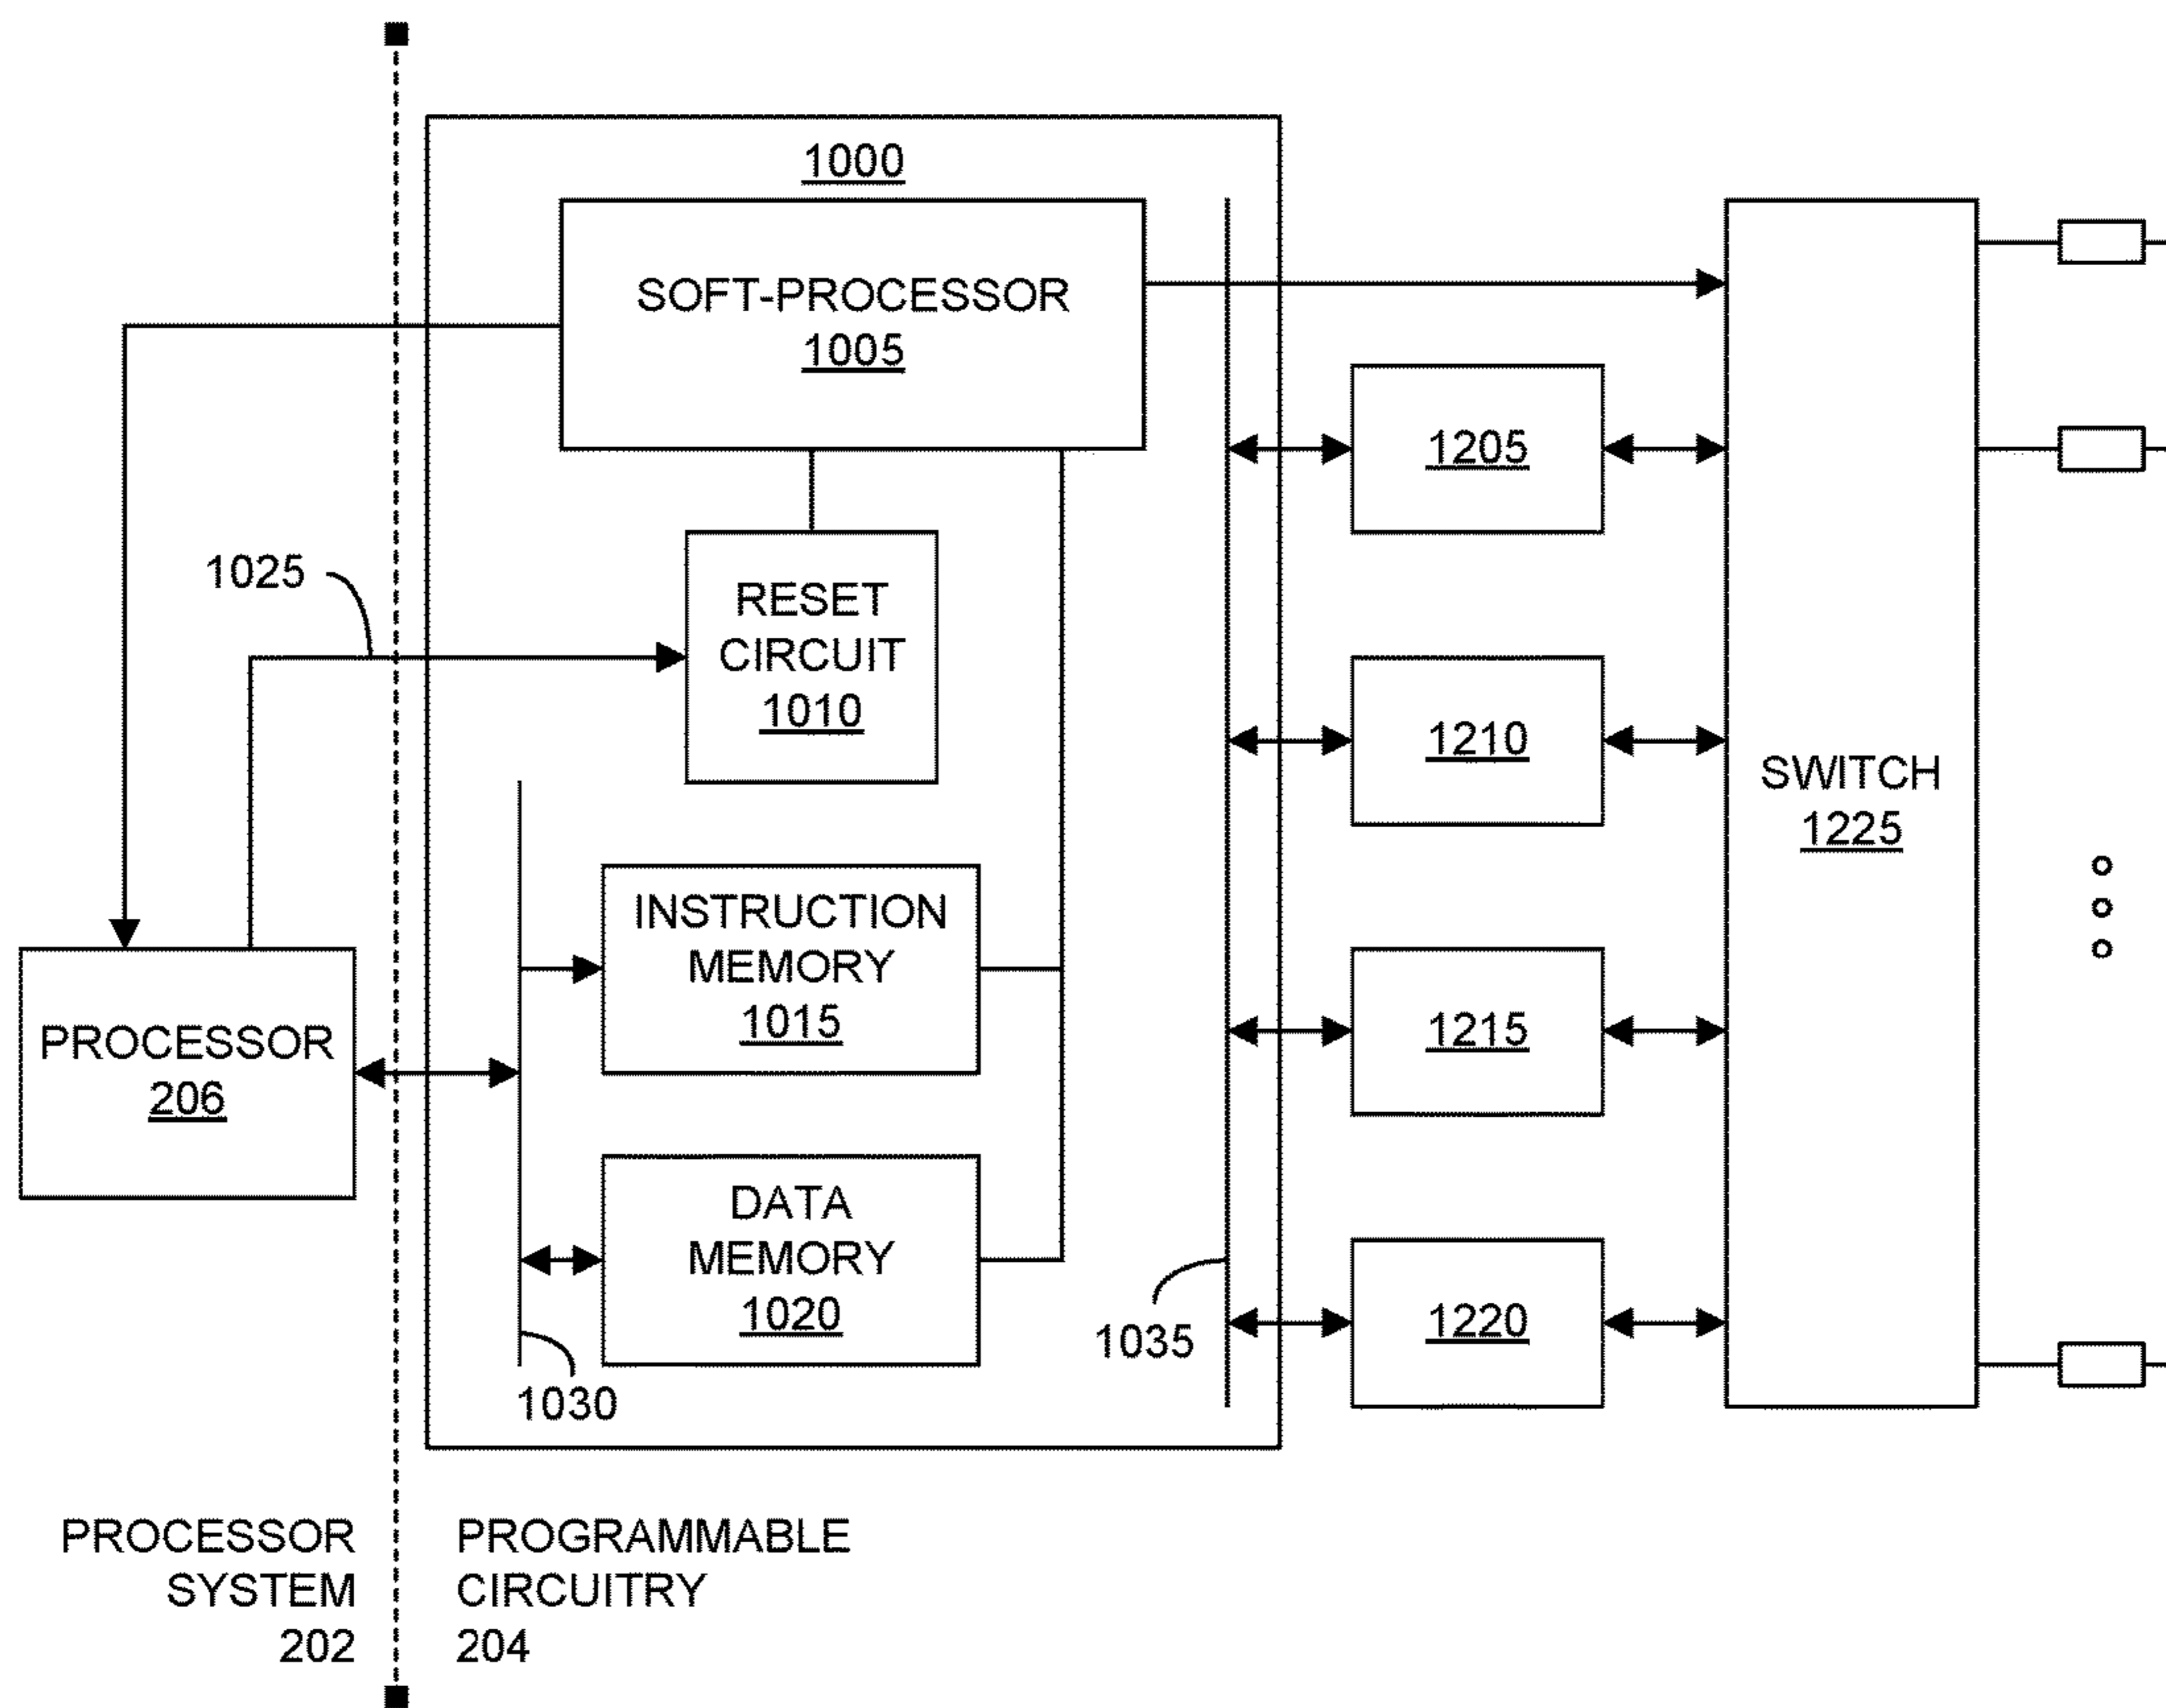 1000
SOFT-PROCESSOR
1005
1205
1025
RESET
CIRCUIT
1010
1210
SWITCH
1225
INSTRUCTION
MEMORY
1015
1215
PROCESSOR
206
DATA
MEMORY
1020
1220
1035
1030
PROCESSOR
SYSTEM
202
PROGRAMMABLE
CIRCUITRY
204